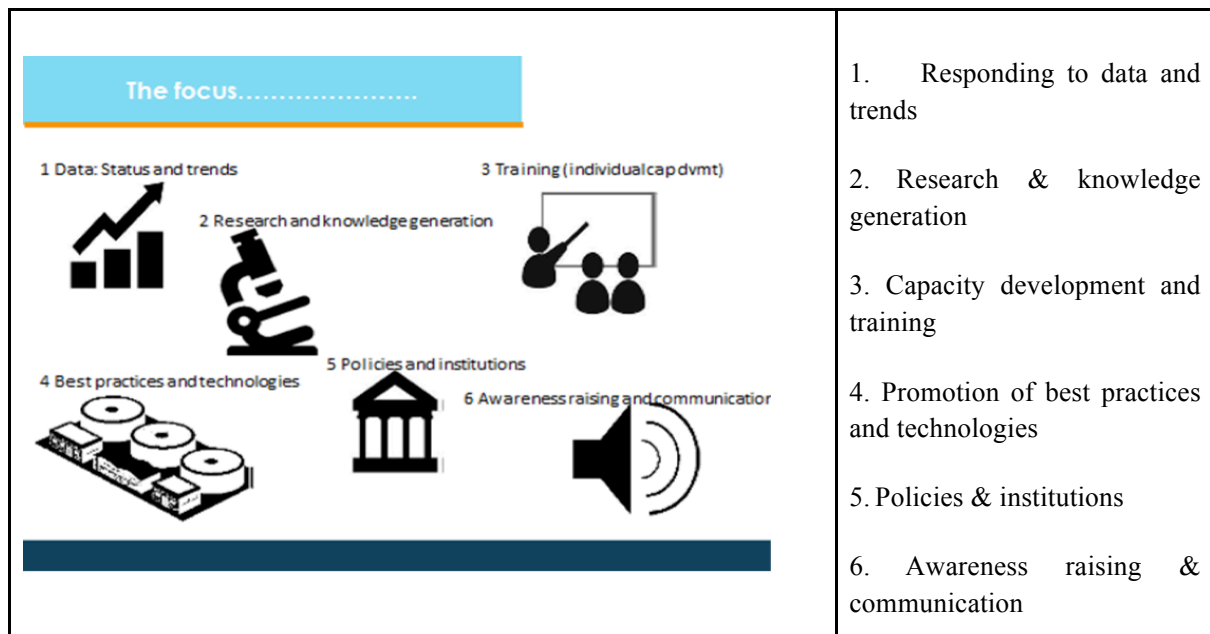 The focus......................
1 Data: Status and trends
3 Training (individual cap dvmt)
2 Research and knowledge generation
5 Policies and institutions
4 Best practices and technologies
6 Awareness raising and communication
1. Responding to data and
trends
2. Research & knowledge
generation
3. Capacity development and
training
4. Promotion of best practices
and technologies
5. Policies & institutions
6. Awareness raising &
communication